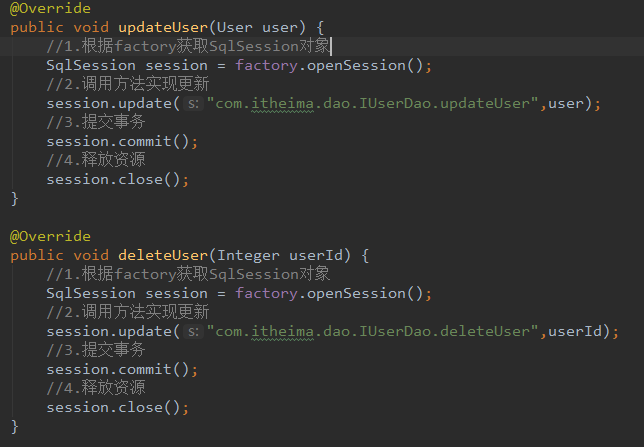 @Override
public void updateUser(User user) {
//1.根据factory获取SqlSession对象
SqlSession session = factory.openSession();
//2.调用方法实现更新
session.update( s: "com.itheima.dao.IUserDao.updateUser",user);
//3.提交事务
session.commit();
//4.释放资源
session.close();
}
@Override
public void deleteUser(Integer userId) {
//1.根据factory获取SqlSession对象
SqlSession session = factory.openSession();
//2.调用方法实现更新
session.update( s: "com.itheima.dao.IUserDao.deleteUser",userId);
//3.提交事务
session.commit();
//4.释放资源
session.close();
}